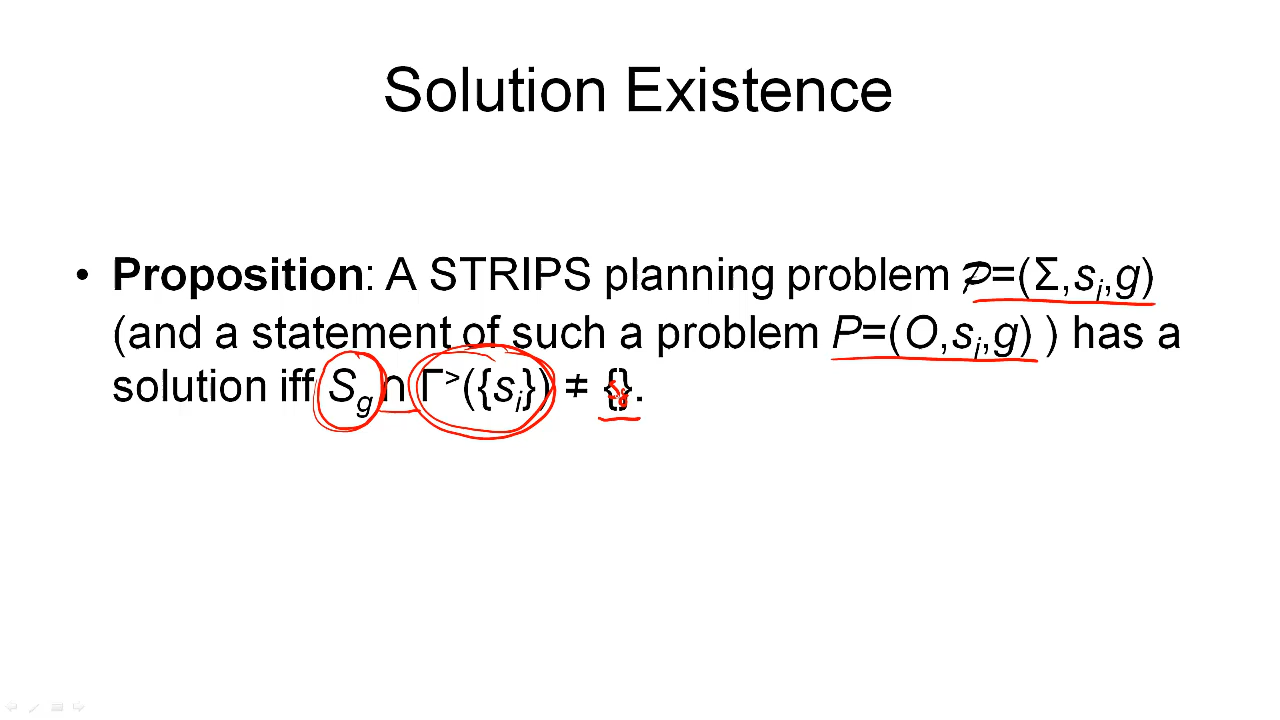 Solution Existence
• Proposition: A STRIPS planning problem 𝒫=(Σ,sᵢ,g)
(and a statement of such a problem P=(O,sᵢ,g) ) has a
solution iff S_g ∩ Γ^>({sᵢ}) ≠ {}.